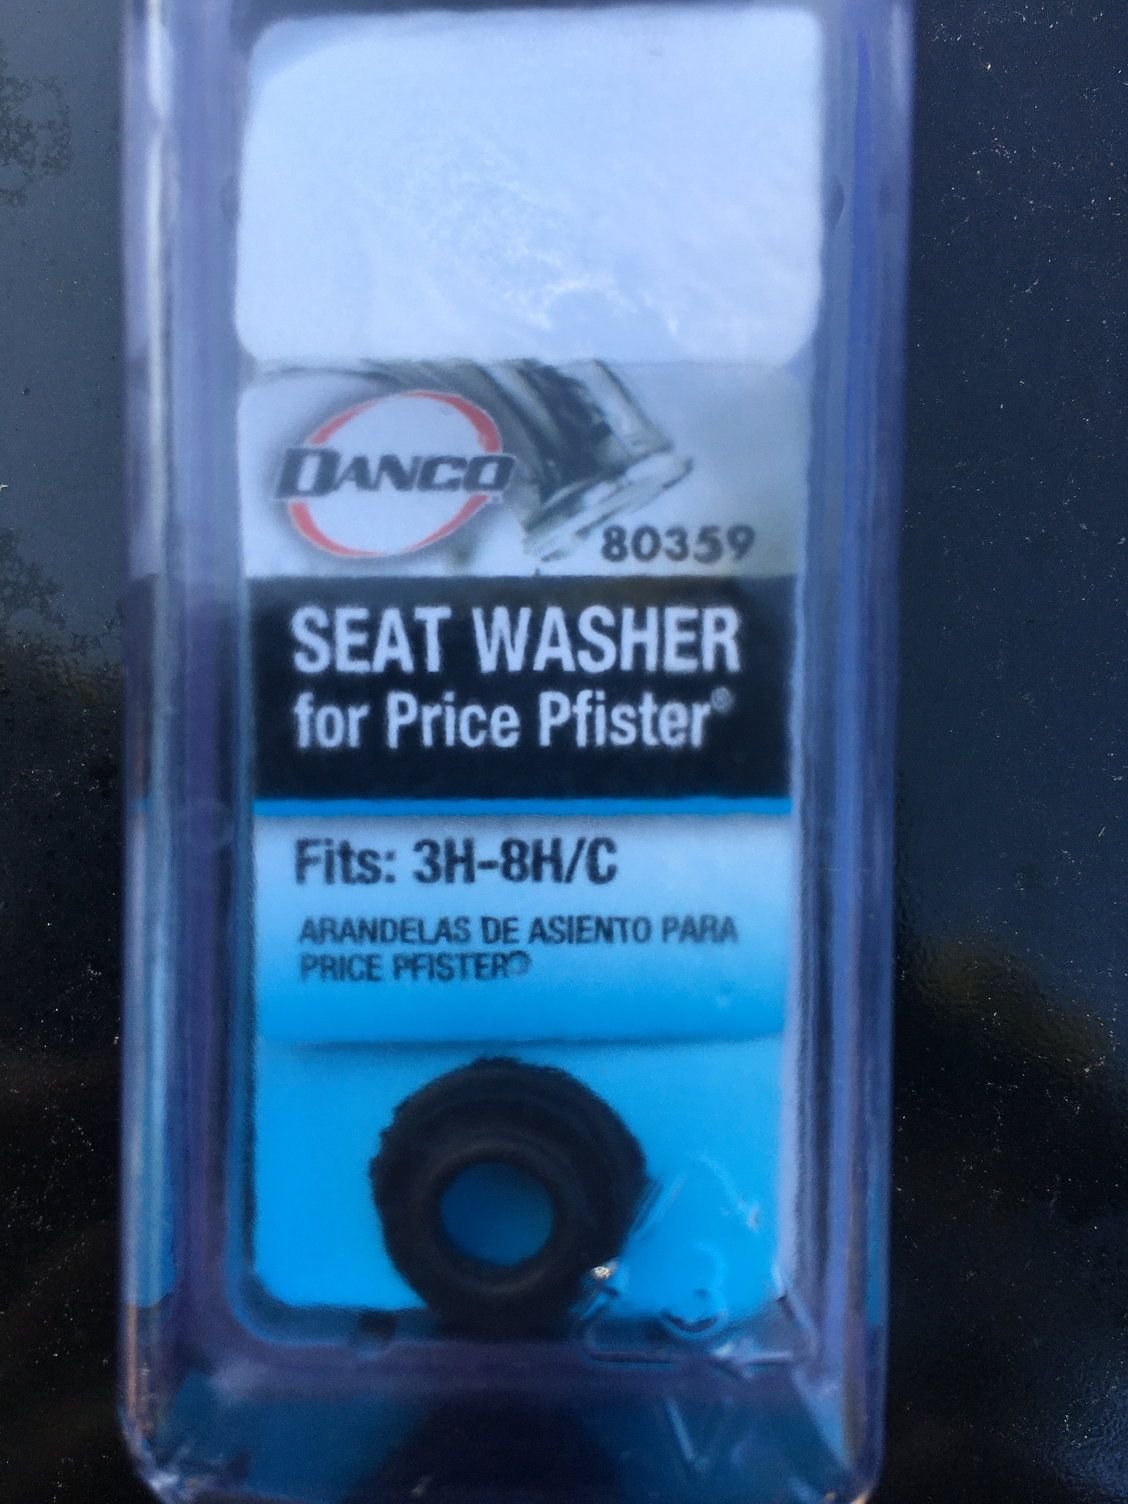 DANCO
80359
SEAT WASHER
for Price Pfister®
Fits: 3H-8H/C
ARANDELAS DE ASIENTO PARA
PRICE PFISTER®